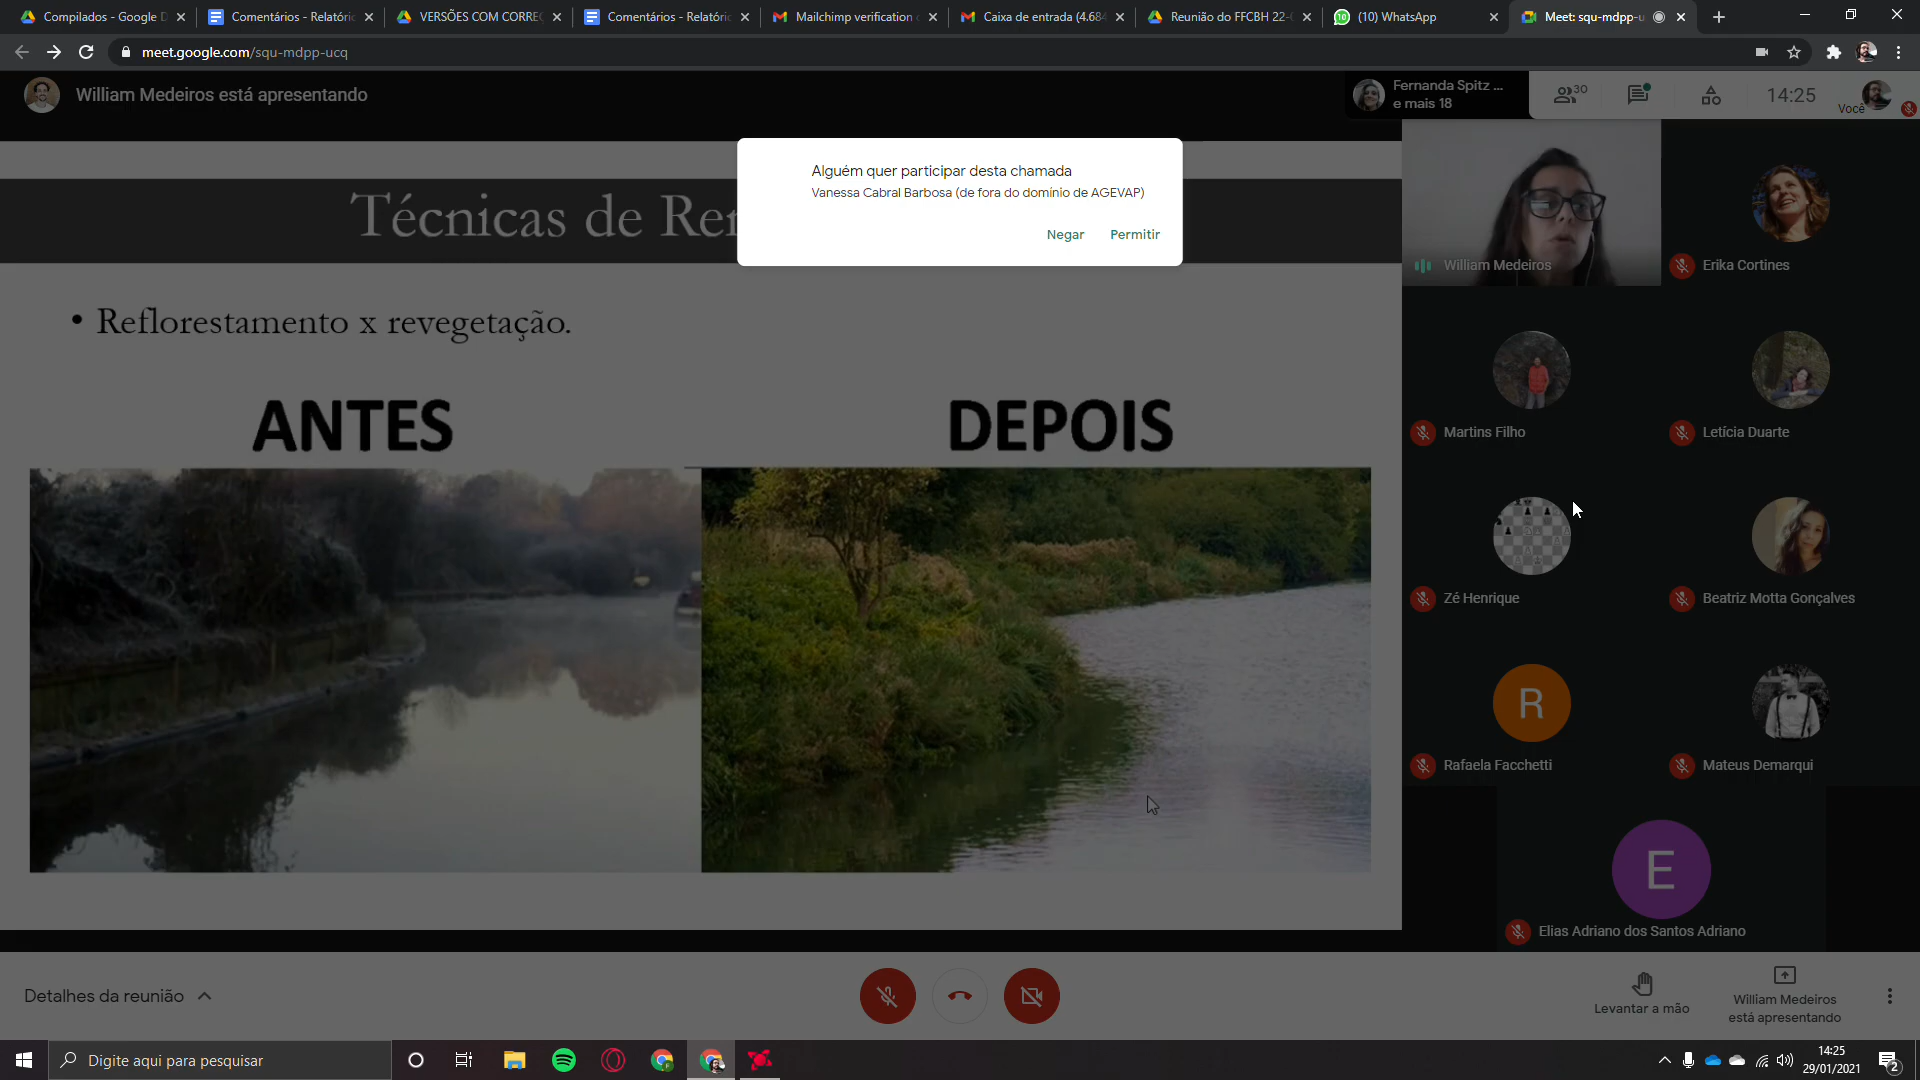 Compilados - Google D
Comentários - Relatóric
VERSÕES COM CORREÇ
Comentários - Relatóric
Mailchimp verification
Caixa de entrada (4.684
Reunião do FFCBH 22-
(10) WhatsApp
Meet: squ-mdpp-u
meet.google.com/squ-mdpp-ucq
William Medeiros está apresentando
Fernanda Spitz ...
e mais 18
30
14:25
Você
Alguém quer participar desta chamada
Vanessa Cabral Barbosa (de fora do domínio de AGEVAP)
Negar
Permitir
Técnicas de Re
• Reflorestamento x revegetação.
ANTES
DEPOIS
William Medeiros
Erika Cortines
Martins Filho
Letícia Duarte
Zé Henrique
Beatriz Motta Gonçalves
R
Rafaela Facchetti
Mateus Demarqui
E
Elias Adriano dos Santos Adriano
Detalhes da reunião
Levantar a mão
William Medeiros
está apresentando
Digite aqui para pesquisar
14:25
29/01/2021
2